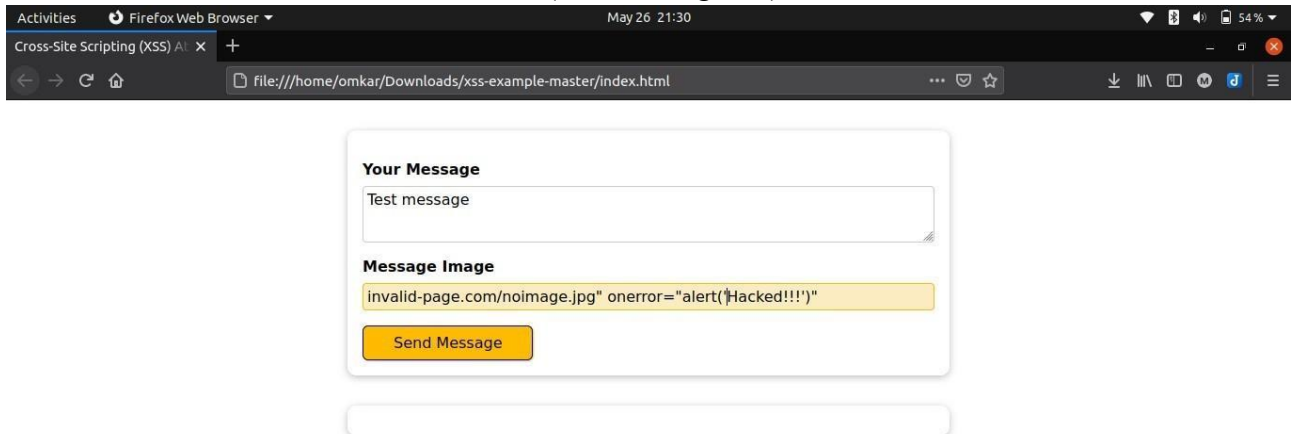 Activities Firefox Web Browser May 26 21:30 54 %
Cross-Site Scripting (XSS) At
file:///home/omkar/Downloads/xss-example-master/index.html
Your Message
Test message
Message Image
invalid-page.com/noimage.jpg" onerror="alert('Hacked!!!')"
Send Message